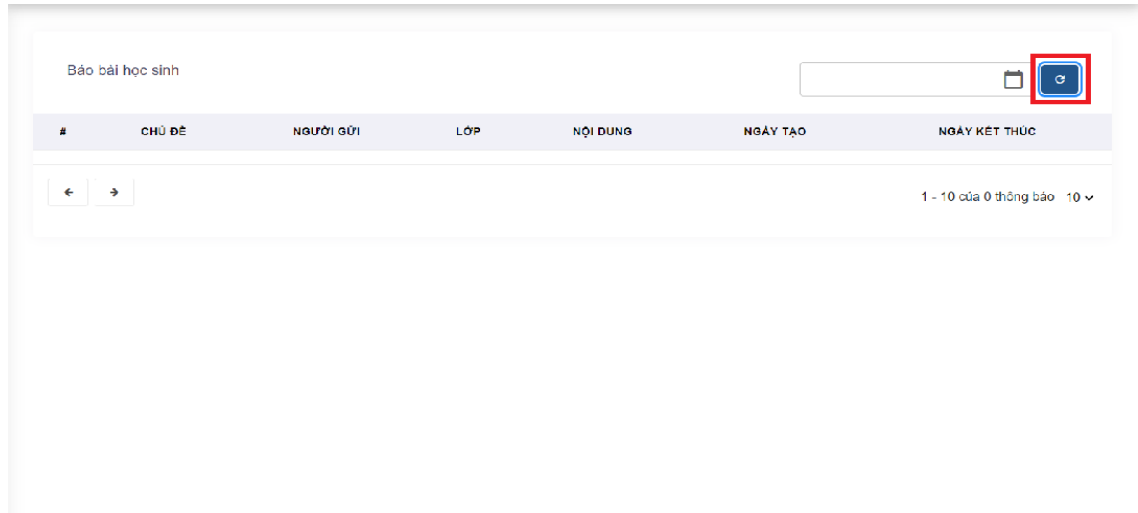 Báo bài học sinh
# CHỦ ĐỀ NGƯỜI GỬI LỚP NỘI DUNG NGÀY TẠO NGÀY KẾT THÚC
1 - 10 của 0 thông báo 10